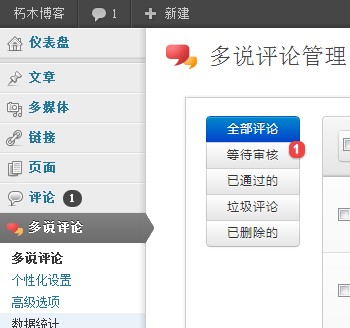 朽木博客 1 新建
仪表盘
文章
多媒体
链接
页面
评论 1
多说评论
多说评论
个性化设置
高级选项
数据统计
多说评论管理
全部评论
等待审核 1
已通过的
垃圾评论
已删除的